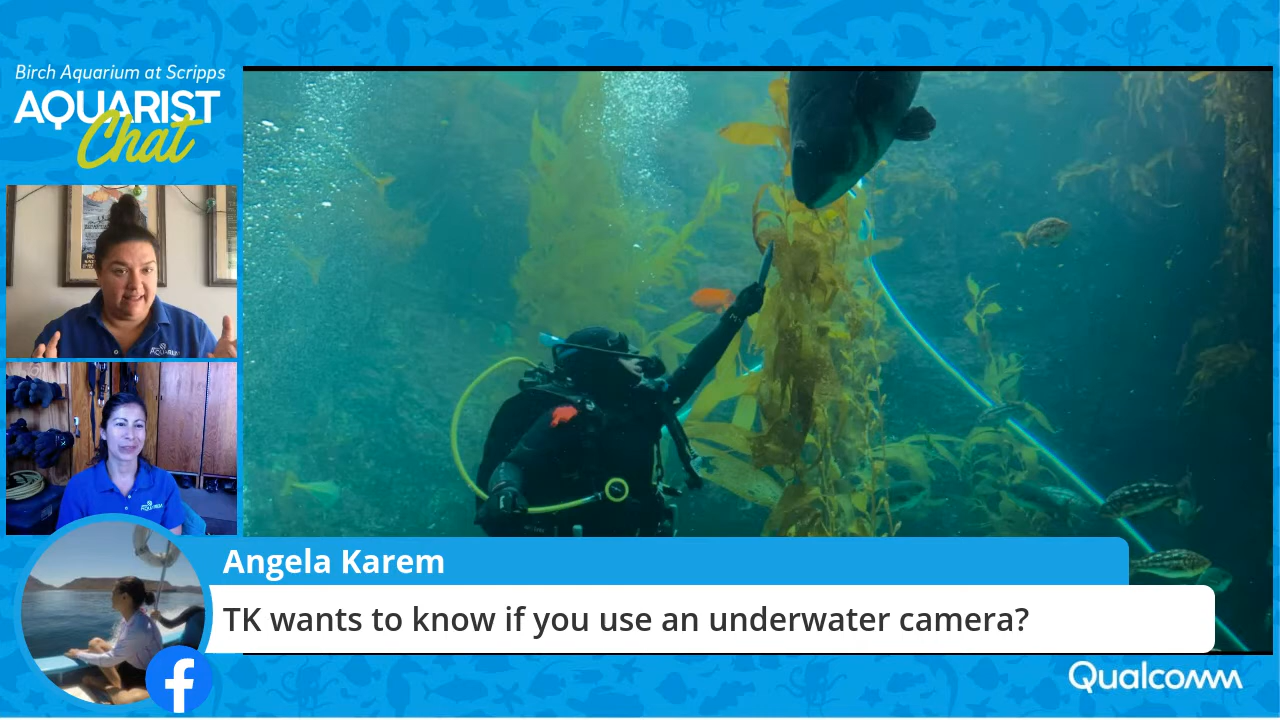 Birch Aquarium at Scripps
AQUARIST
Chat
Angela Karem
TK wants to know if you use an underwater camera?
Qualcomm